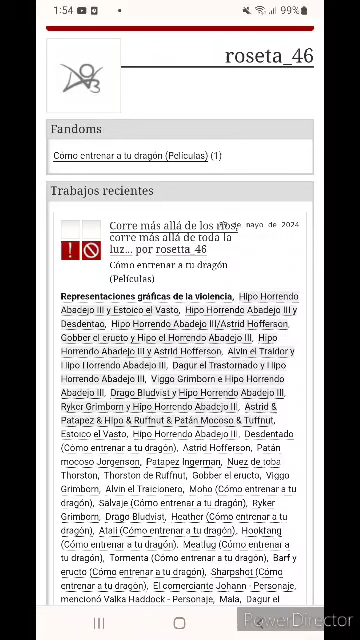 1:54 99%
roseta_46
Fandoms
Cómo entrenar a tu dragón (Películas) (1)
Trabajos recientes
Corre más allá de los ríos, de mayo de 2024
corre más allá de toda la
luz... por rosetta_46
Cómo entrenar a tu dragón
(Películas)
Representaciones gráficas de la violencia, Hipo Horrendo
Abadejo III y Estoico el Vasto, Hipo Horrendo Abadejo III y
Desdentao, Hipo Horrendo Abadejo III/Astrid Hofferson,
Gobber el eructo y Hipo el Horrendo Abadejo III, Hipo
Horrendo Abadejo III y Astrid Hofferson, Alvin el Traidor y
Hipo Horrendo Abadejo III, Dagur el Trastornado y Hipo
Horrendo Abadejo III, Viggo Grimborn e Hipo Horrendo
Abadejo III, Drago Bludvist y Hipo Horrendo Abadejo III,
Ryker Grimborn y Hipo Horrendo Abadejo III, Astrid &
Patapez & Hipo & Ruffnut & Patán Mocoso & Tuffnut,
Estoico el Vasto, Hipo Horrendo Abadejo III, Desdentado
(Cómo entrenar a tu dragón), Astrid Hofferson, Patán
mocoso Jorgenson, Patapez Ingerman, Nuez de toba
Thorston, Thorston de Ruffnut, Gobber el eructo, Viggo
Grimborn, Alvin el Traicionero, Moho (Cómo entrenar a tu
dragón), Salvaje (Cómo entrenar a tu dragón), Ryker
Grimborn, Drago Bludvist, Heather (Cómo entrenar a tu
dragón), Atali (Cómo entrenar a tu dragón), Hookfang
(Cómo entrenar a tu dragón), Meatlug (Cómo entrenar a tu
dragón), Tormenta (Cómo entrenar a tu dragón), Barf y
eructo (Cómo entrenar a tu dragón), Sharpshot (Cómo
entrenar a tu dragón), El comerciante Johann - Personaje,
mencionó Valka Haddock - Personaje, Mala, Dagur el
PowerDirector